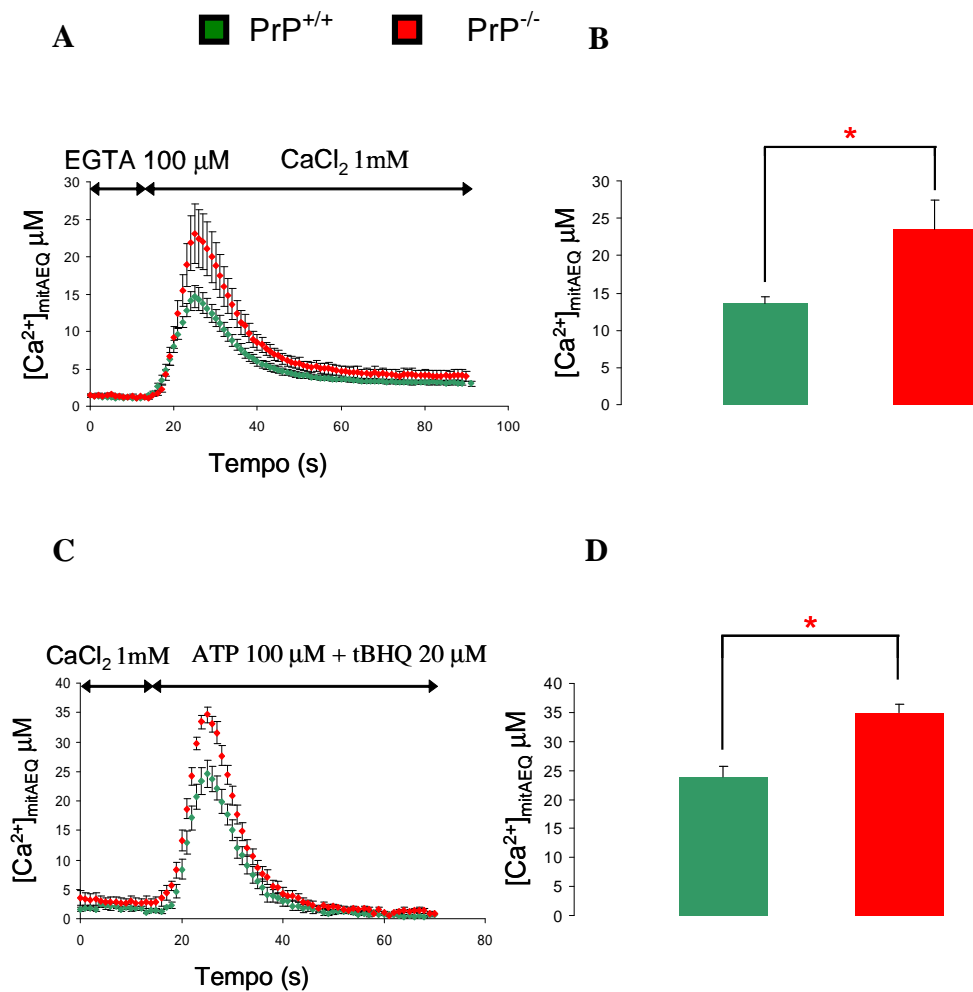 A PrP+/+ PrP-/- B
EGTA 100 μM CaCl2 1mM
[Ca2+]mitAEQ μM
30
25
20
15
10
5
0
0 20 40 60 80 100
Tempo (s)
*
[Ca2+]mitAEQ μM
30
25
20
15
10
5
0
C D
CaCl2 1mM ATP 100 μM + tBHQ 20 μM
[Ca2+]mitAEQ μM
40
35
30
25
20
15
10
5
0
0 20 40 60 80
Tempo (s)
*
[Ca2+]mitAEQ μM
40
35
30
25
20
15
10
5
0